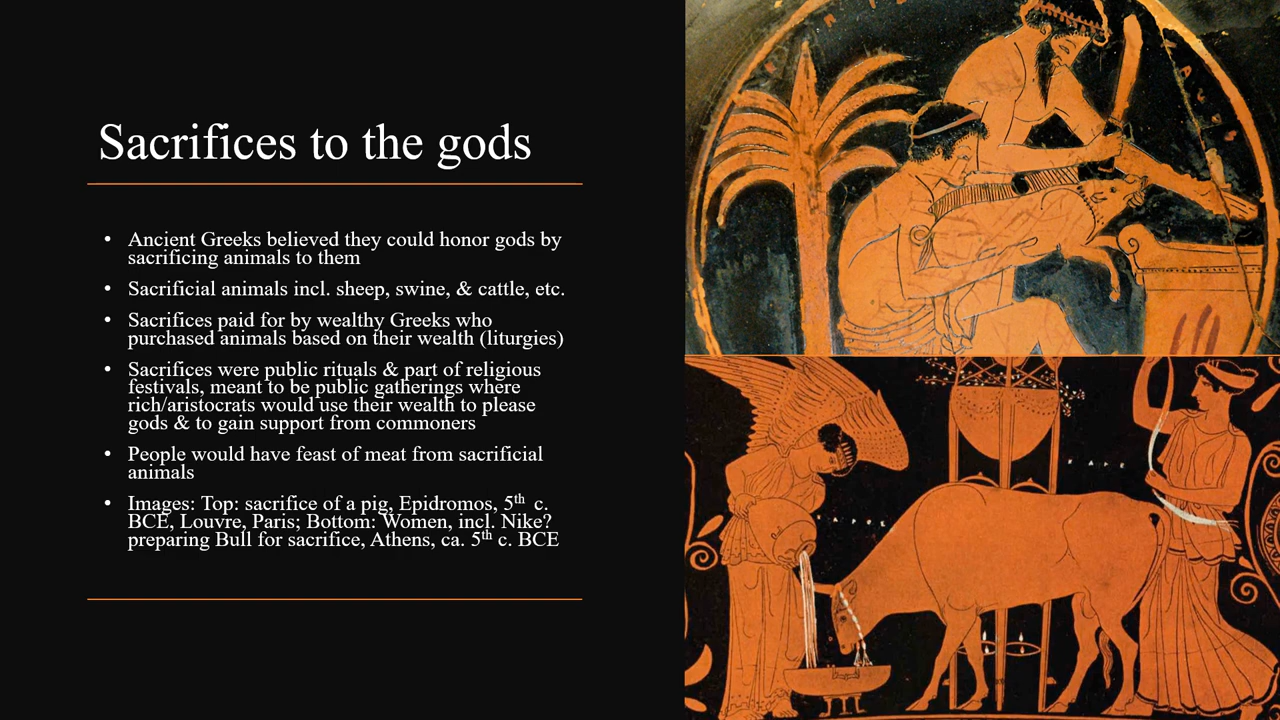 Sacrifices to the gods
• Ancient Greeks believed they could honor gods by
sacrificing animals to them
• Sacrificial animals incl. sheep, swine, & cattle, etc.
• Sacrifices paid for by wealthy Greeks who
purchased animals based on their wealth (liturgies)
• Sacrifices were public rituals & part of religious
festivals, meant to be public gatherings where
rich/aristocrats would use their wealth to please
gods & to gain support from commoners
• People would have feast of meat from sacrificial
animals
• Images: Top: sacrifice of a pig, Epidromos, 5th c.
BCE, Louvre, Paris; Bottom: Women, incl. Nike?
preparing Bull for sacrifice, Athens, ca. 5th c. BCE